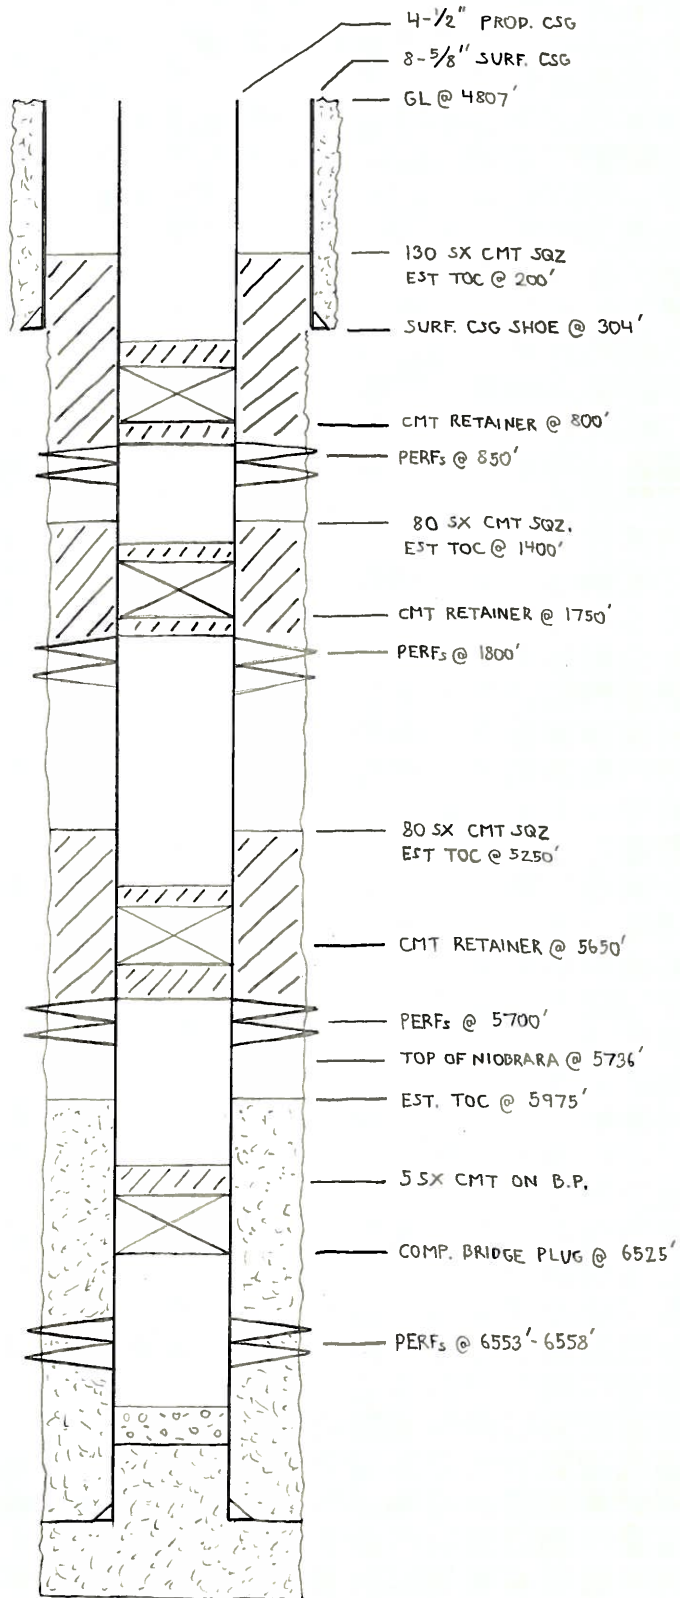 4-1/2" PROD. CSG
8-5/8" SURF. CSG
GL @ 4807'
130 SX CMT SQZ
EST TOC @ 200'
SURF. CSG SHOE @ 304'
CMT RETAINER @ 800'
PERFs @ 850'
80 SX CMT SQZ.
EST TOC @ 1400'
CMT RETAINER @ 1750'
PERFs @ 1800'
80 SX CMT SQZ
EST TOC @ 5250'
CMT RETAINER @ 5650'
PERFs @ 5700'
TOP OF NIOBRARA @ 5736'
EST. TOC @ 5975'
5 SX CMT ON B.P.
COMP. BRIDGE PLUG @ 6525'
PERFs @ 6553'-6558'